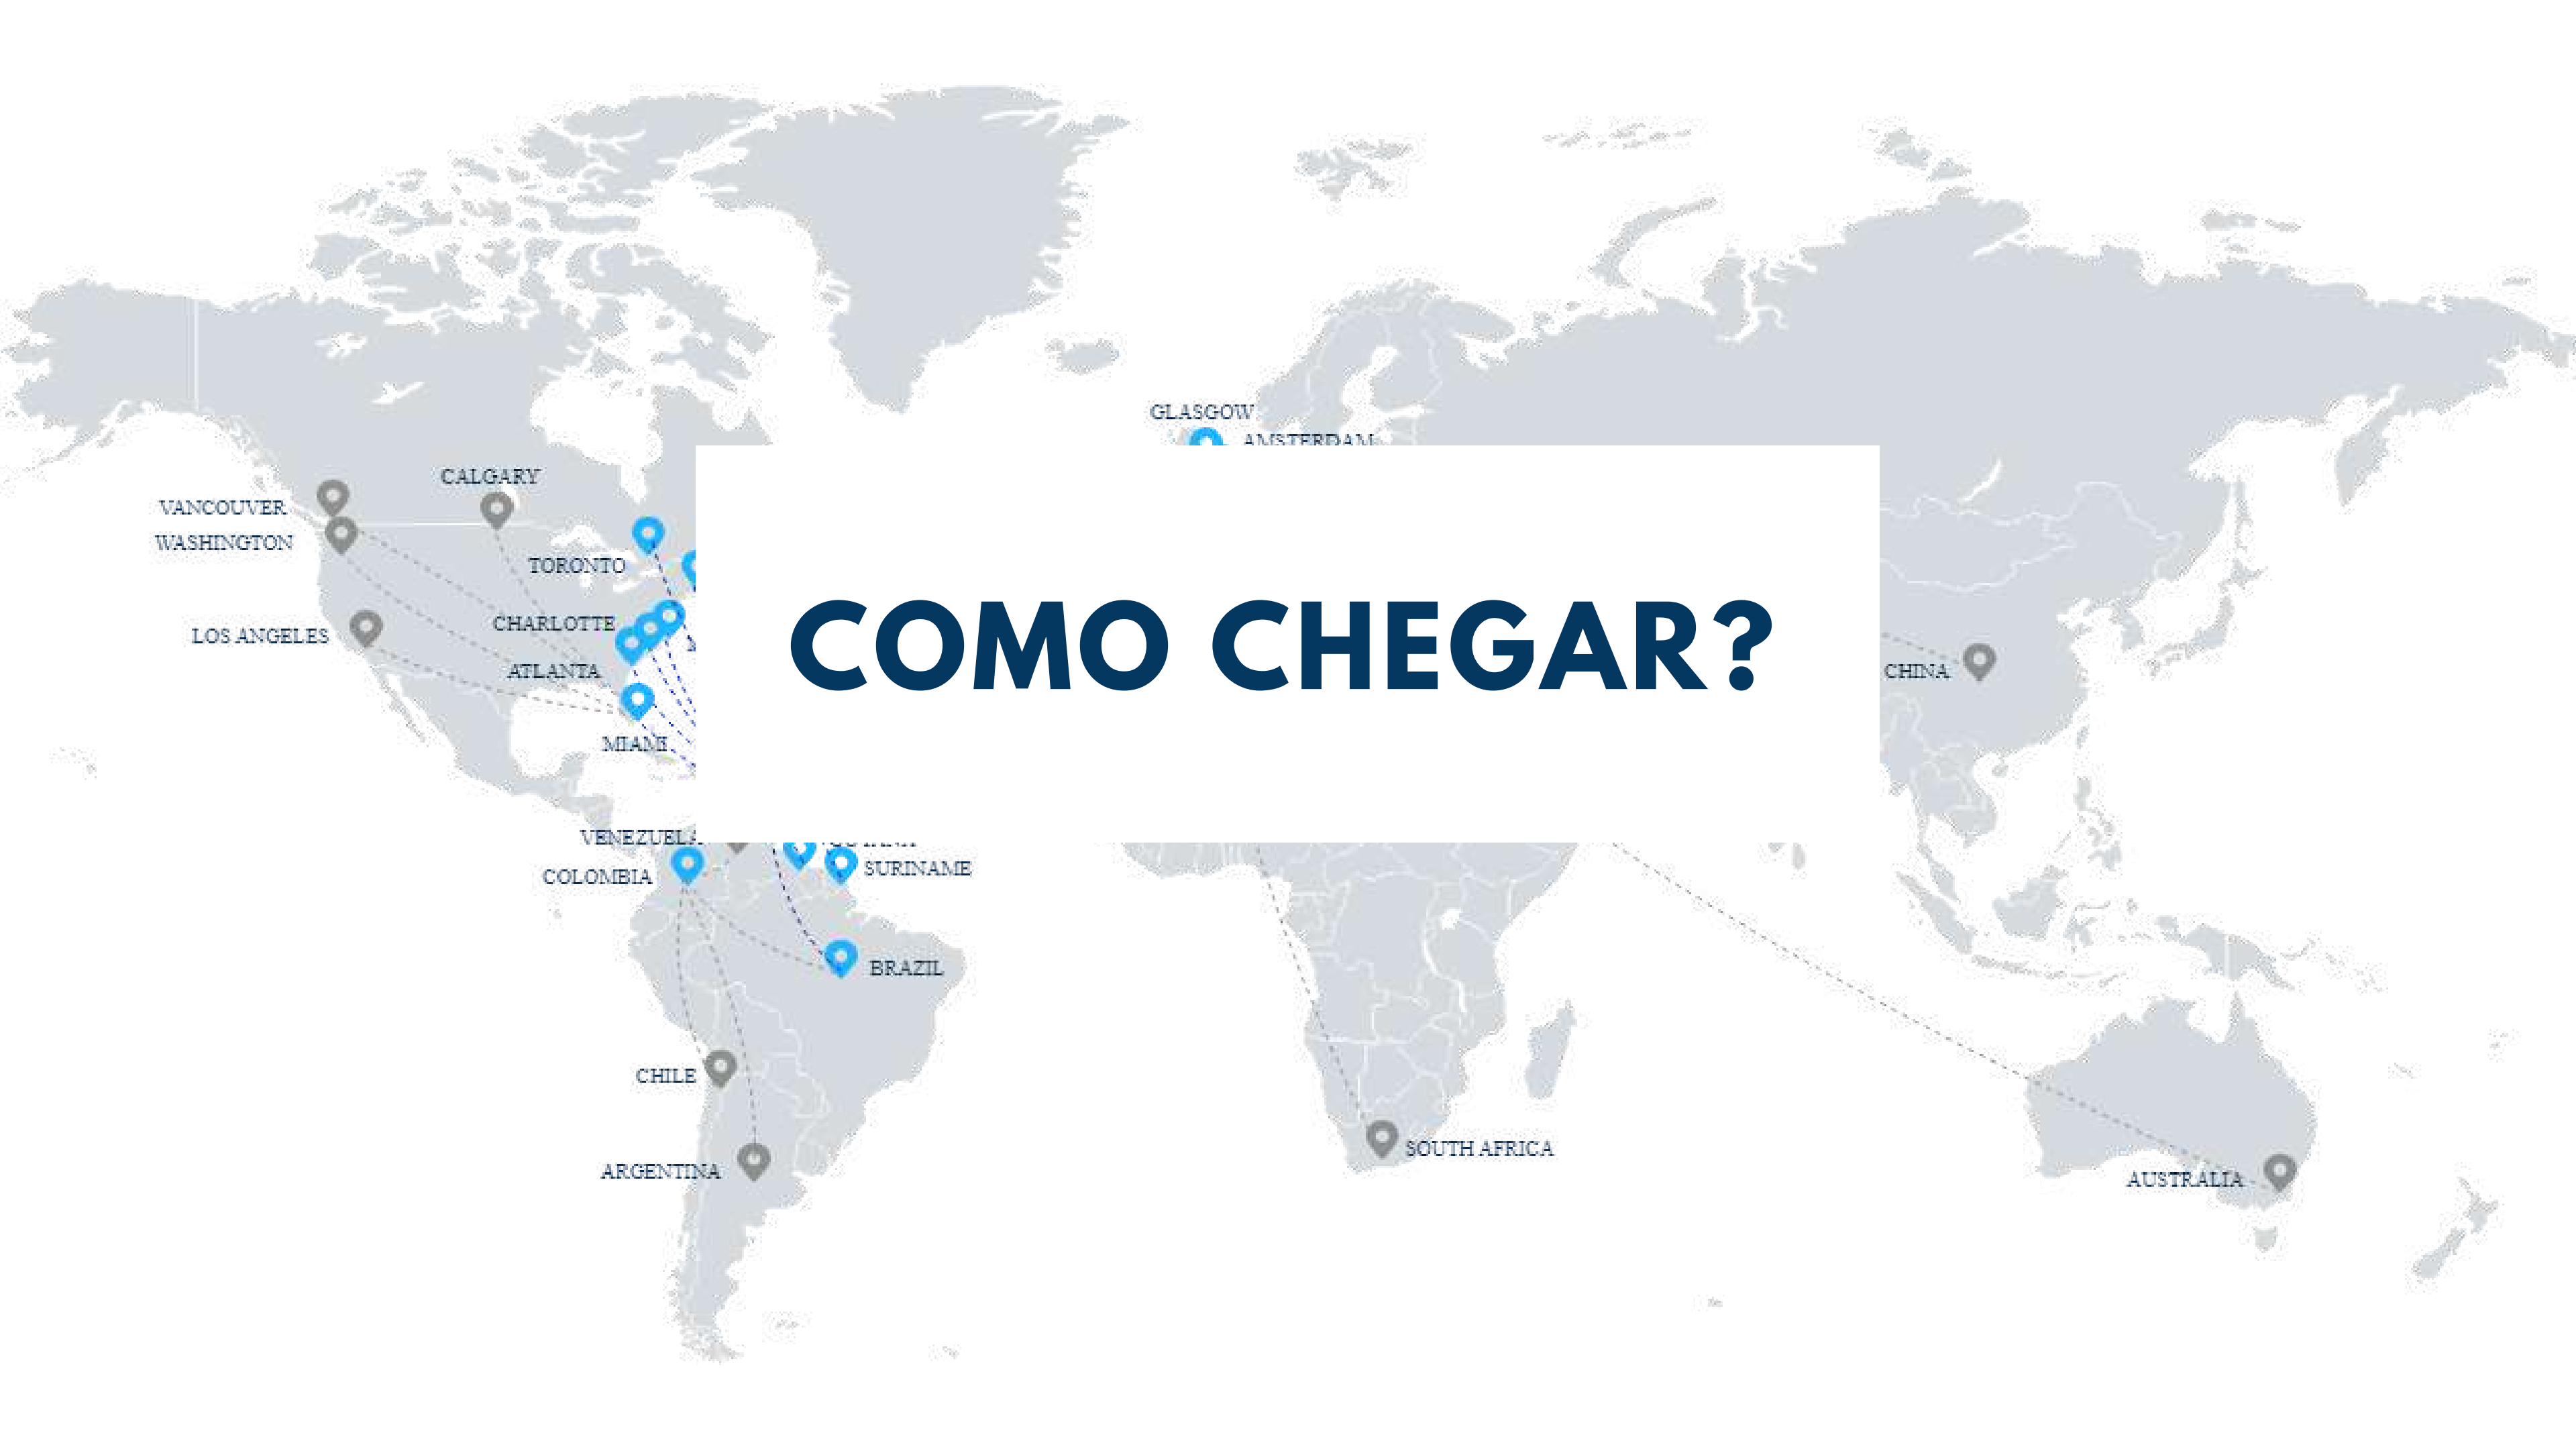 GLASGOW
AMSTERDAM
CALGARY
VANCOUVER
WASHINGTON
TORONTO
CHARLOTTE
LOS ANGELES
ATLANTA
COMO CHEGAR?
CHINA
MIAMI
COLOMBIA
SURINAME
BRAZIL
CHILE
ARGENTINA
SOUTH AFRICA
AUSTRALIA